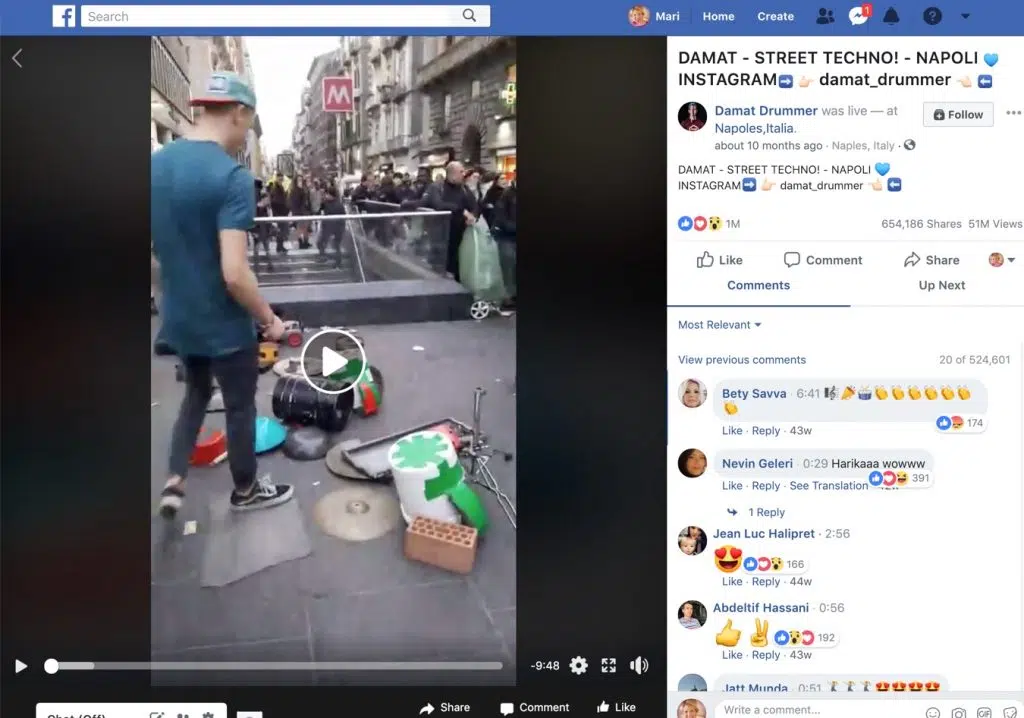 f Search Mari Home Create 1
M
DAMAT - STREET TECHNO! - NAPOLI 💙
INSTAGRAM➡️ 👉🏻 damat_drummer 👈🏻 ⬅️
Damat Drummer was live — at
Napoles,Italia.
Follow
about 10 months ago · Naples, Italy ·
DAMAT - STREET TECHNO! - NAPOLI 💙
INSTAGRAM➡️ 👉🏻 damat_drummer 👈🏻 ⬅️
1M 654,186 Shares 51M Views
Like Comment Share
Comments Up Next
Most Relevant
View previous comments 20 of 524,601
Bety Savva · 6:41 🎼🎉🥁👏👏👏👏👏👏
👏
174
Like · Reply · 43w
Nevin Geleri · 0:29 Harikaaa wowww
391
Like · Reply · See Translation
1 Reply
Jean Luc Halipret · 2:56
😍 166
Like · Reply · 44w
Abdeltif Hassani · 0:56
👍✌️ 192
Like · Reply · 43w
Jatt Munda · 0:51 😍😍😍😍
Write a comment...
GIF
-9:48
Share Comment Like
Chat (Off)